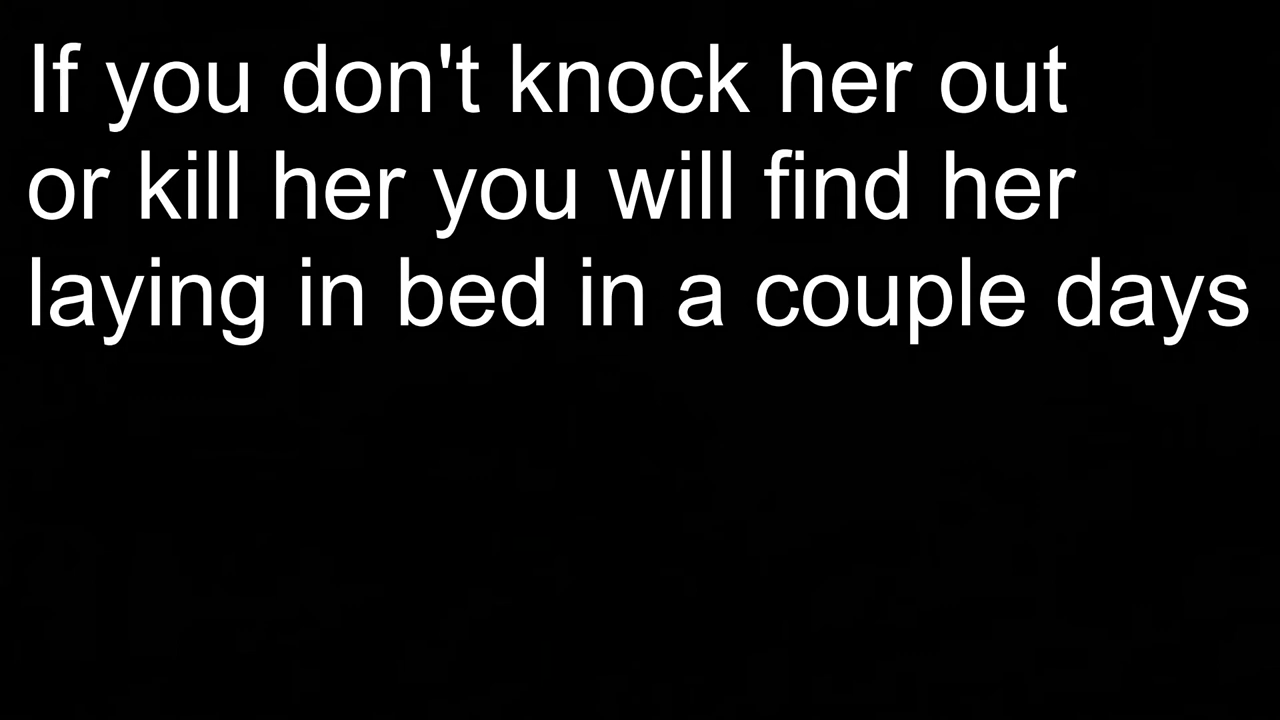 If you don't knock her out
or kill her you will find her
laying in bed in a couple days